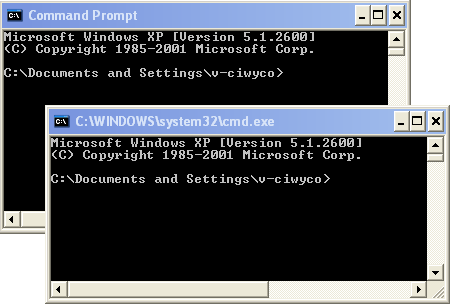 Command Prompt
Microsoft Windows XP [Version 5.1.2600]
(C) Copyright 1985-2001 Microsoft Corp.
C:\Documents and Settings\v-ciwyco>
C:\WINDOWS\system32\cmd.exe
Microsoft Windows XP [Version 5.1.2600]
(C) Copyright 1985-2001 Microsoft Corp.
C:\Documents and Settings\v-ciwyco>